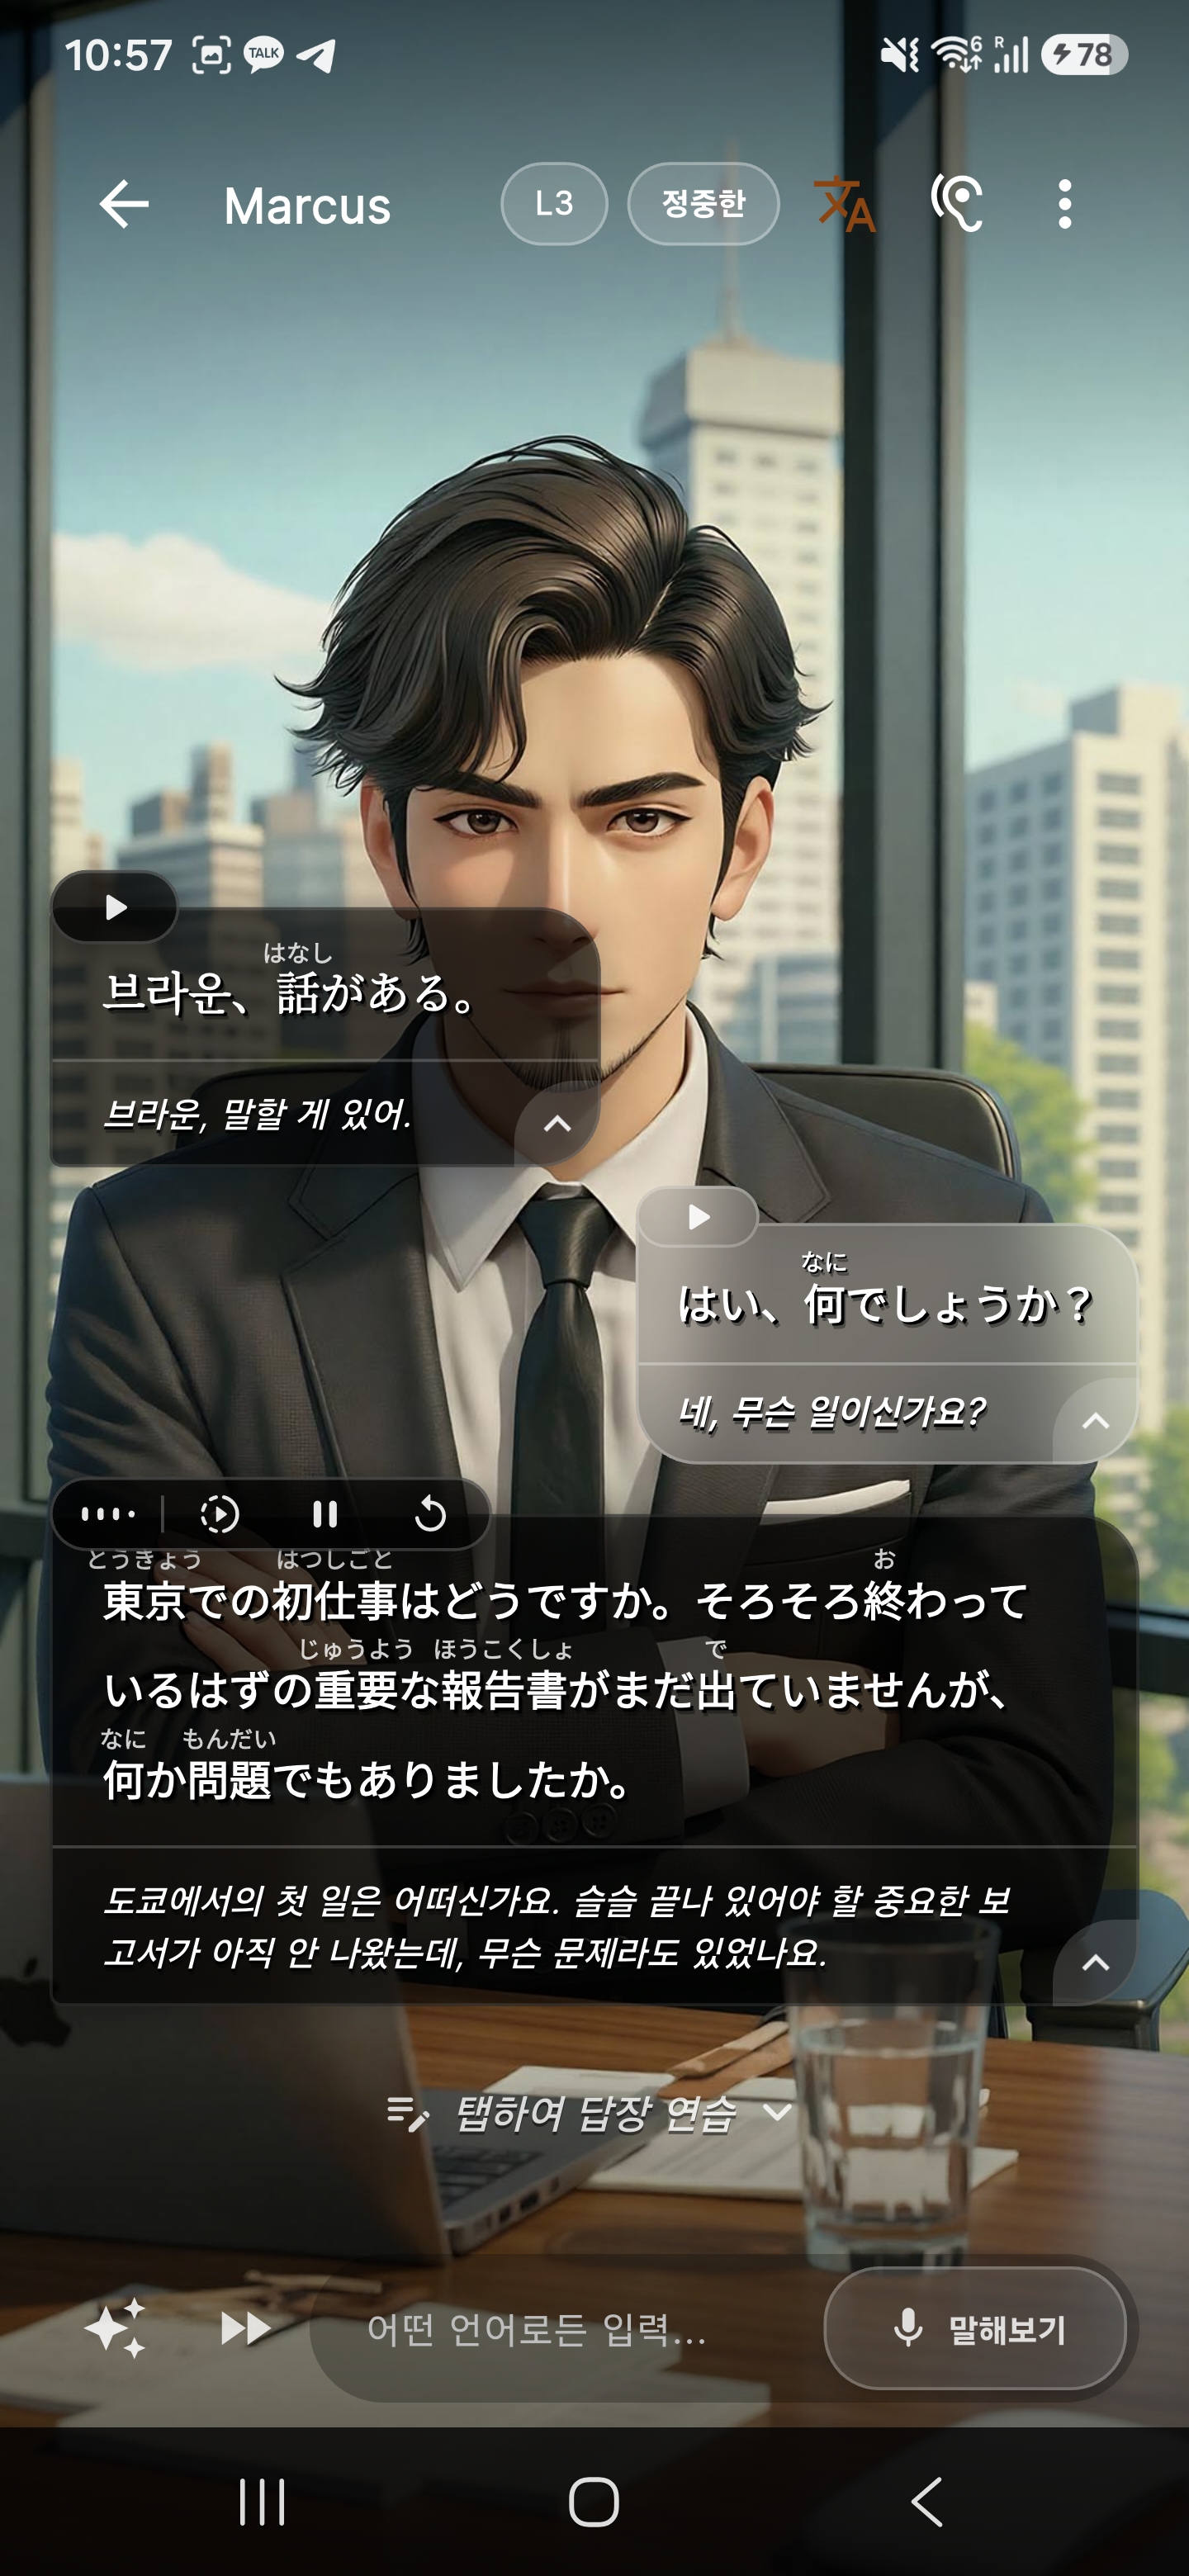 10:57 TALK 6 R 78
Marcus L3 정중한 文A
はなし
브라운、話がある。
브라운, 말할 게 있어.
なに
はい、何でしょうか？
네, 무슨 일이신가요?
とうきょう はつしごと お
東京での初仕事はどうですか。そろそろ終わって
じゅうよう ほうこくしょ で
いるはずの重要な報告書がまだ出ていませんが、
なに もんだい
何か問題でもありましたか。
도쿄에서의 첫 일은 어떠신가요. 슬슬 끝나 있어야 할 중요한 보
고서가 아직 안 나왔는데, 무슨 문제라도 있었나요.
탭하여 답장 연습
어떤 언어로든 입력...
말해보기